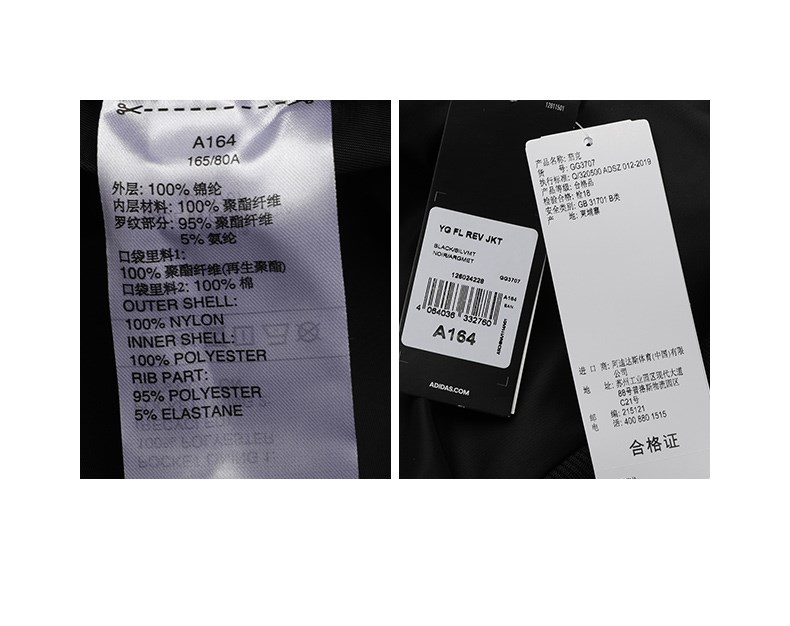 A164
165/80A
外层: 100% 锦纶
内层材料: 100% 聚酯纤维
罗纹部分: 95% 聚酯纤维
5% 氨纶
口袋里料1:
100% 聚酯纤维(再生聚酯)
口袋里料2: 100% 棉
OUTER SHELL:
100% NYLON
INNER SHELL:
100% POLYESTER
RIB PART:
95% POLYESTER
5% ELASTANE
RECYCLED
100% POLYESTER
POCKET LINING 1:
12011501
YG FL REV JKT
BLACK/SILVMT
NOIR/ARGMET
126024228
GG3707
A164
4 064036 332760
A164
ADIDAS.COM
产品名称: 茄克
货 号: GG3707
执行标准: Q/320500 ADSZ 012-2019
产品等级: 合格品
检验合格: 检18
安全类别: GB 31701 B类
产 地: 柬埔寨
进 口 商: 阿迪达斯体育(中国)有限
公司
地 址: 苏州工业园区现代大道
88号普洛斯物流园区
C21号
邮 编: 215121
电 话: 400 880 1515
合格证